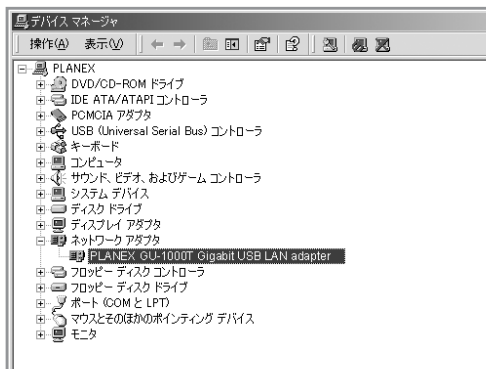 デバイス マネージャ
操作(A) 表示(V)
PLANEX
DVD/CD-ROM ドライブ
IDE ATA/ATAPI コントローラ
PCMCIA アダプタ
USB (Universal Serial Bus) コントローラ
キーボード
コンピュータ
サウンド、ビデオ、およびゲーム コントローラ
システム デバイス
ディスク ドライブ
ディスプレイ アダプタ
ネットワーク アダプタ
PLANEX GU-1000T Gigabit USB LAN adapter
フロッピー ディスク コントローラ
フロッピー ディスク ドライブ
ポート (COM と LPT)
マウスとそのほかのポインティング デバイス
モニタ